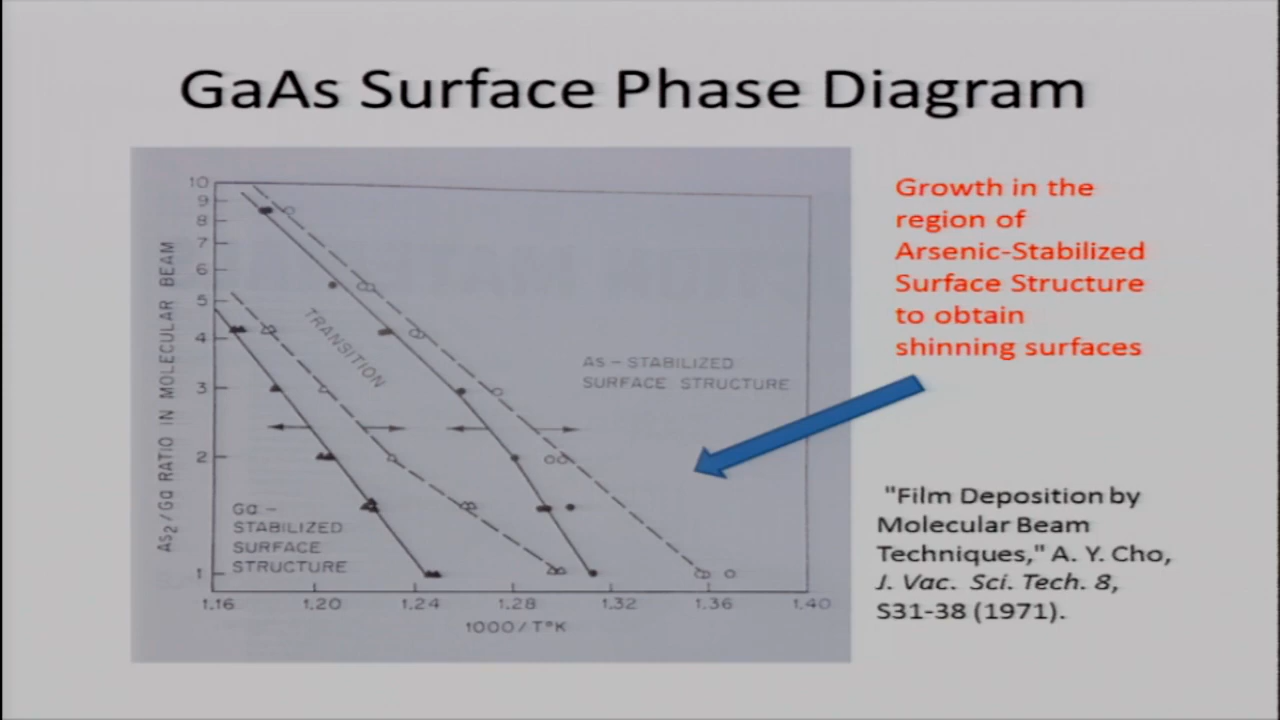 GaAs Surface Phase Diagram
10
9
8
7
6
5
4
3
2
1
As2/Ga RATIO IN MOLECULAR BEAM
TRANSITION
AS – STABILIZED
SURFACE STRUCTURE
Ga –
STABILIZED
SURFACE
STRUCTURE
1.16 1.20 1.24 1.28 1.32 1.36 1.40
1000/T°K
Growth in the
region of
Arsenic-Stabilized
Surface Structure
to obtain
shinning surfaces
"Film Deposition by
Molecular Beam
Techniques," A. Y. Cho,
J. Vac. Sci. Tech. 8,
S31-38 (1971).